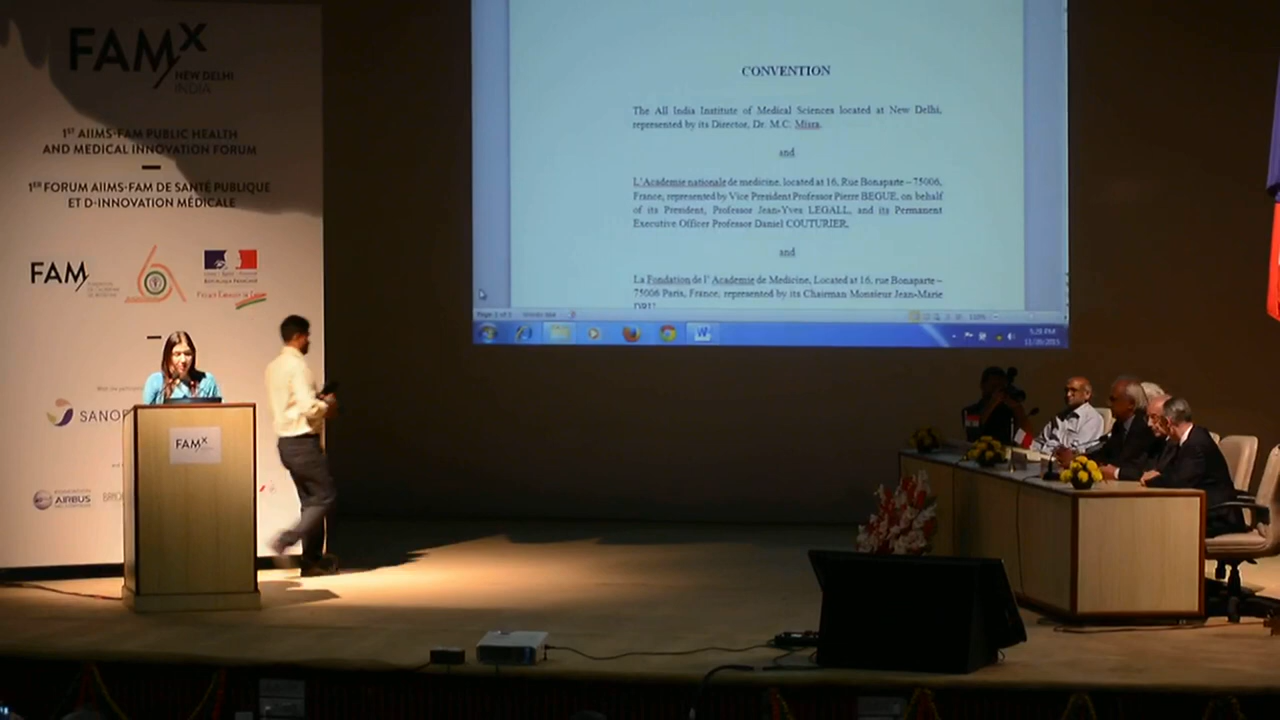 FAMx
NEW DELHI
INDIA
1ST AIIMS-FAM PUBLIC HEALTH
AND MEDICAL INNOVATION FORUM
1ER FORUM AIIMS-FAM DE SANTÉ PUBLIQUE
ET D-INNOVATION MÉDICALE
FAM
SANOF
AIRBUS
FAMx
CONVENTION
The All India Institute of Medical Sciences located at New Delhi,
represented by its Director, Dr. M.C. Misra.
and
L'Academie nationale de medicine, located at 16, Rue Bonaparte – 75006,
France, represented by Vice President Professor Pierre BEGUE, on behalf
of its President, Professor Jean-Yves LEGALL, and its Permanent
Executive Officer Professor Daniel COUTURIER,
and
La Fondation de l' Academie de Medicine, Located at 16, rue Bonaparte –
75006 Paris, France, represented by its Chairman Monsieur Jean-Marie